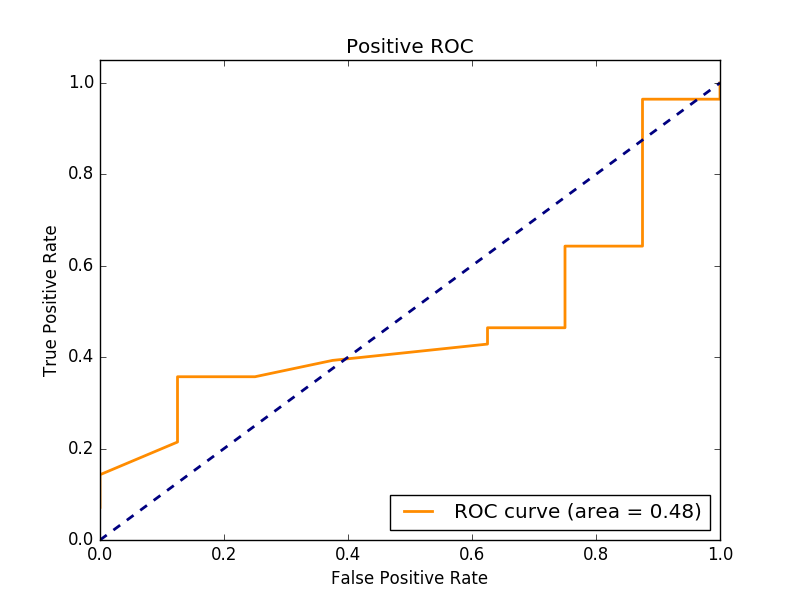 Positive ROC
True Positive Rate
1.0
0.8
0.6
0.4
0.2
0.0
0.0 0.2 0.4 0.6 0.8 1.0
False Positive Rate
ROC curve (area = 0.48)